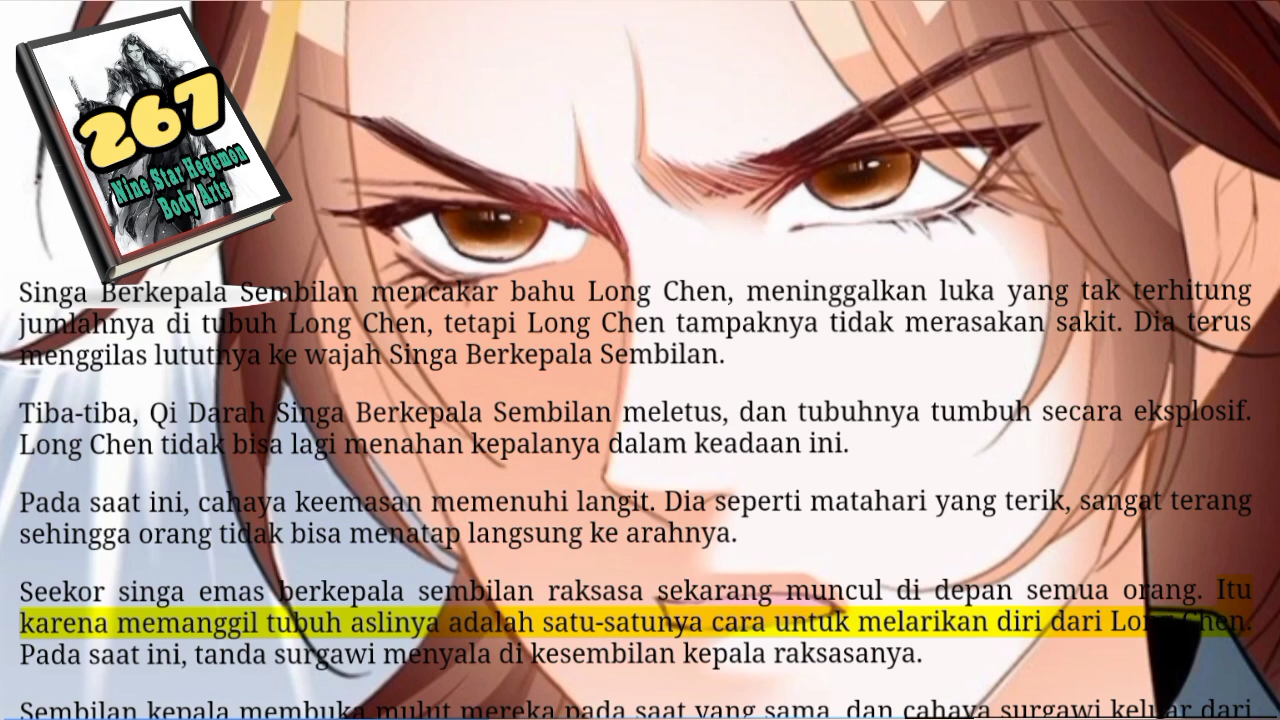 267
Nine Star Hegemon
Body Arts
Singa Berkepala Sembilan mencakar bahu Long Chen, meninggalkan luka yang tak terhitung
jumlahnya di tubuh Long Chen, tetapi Long Chen tampaknya tidak merasakan sakit. Dia terus
menggilas lututnya ke wajah Singa Berkepala Sembilan.
Tiba-tiba, Qi Darah Singa Berkepala Sembilan meletus, dan tubuhnya tumbuh secara eksplosif.
Long Chen tidak bisa lagi menahan kepalanya dalam keadaan ini.
Pada saat ini, cahaya keemasan memenuhi langit. Dia seperti matahari yang terik, sangat terang
sehingga orang tidak bisa menatap langsung ke arahnya.
Seekor singa emas berkepala sembilan raksasa sekarang muncul di depan semua orang. Itu
karena memanggil tubuh aslinya adalah satu-satunya cara untuk melarikan diri dari Long Chen.
Pada saat ini, tanda surgawi menyala di kesembilan kepala raksasanya.
Sembilan kepala membuka mulut mereka pada saat yang sama, dan cahaya surgawi keluar dari